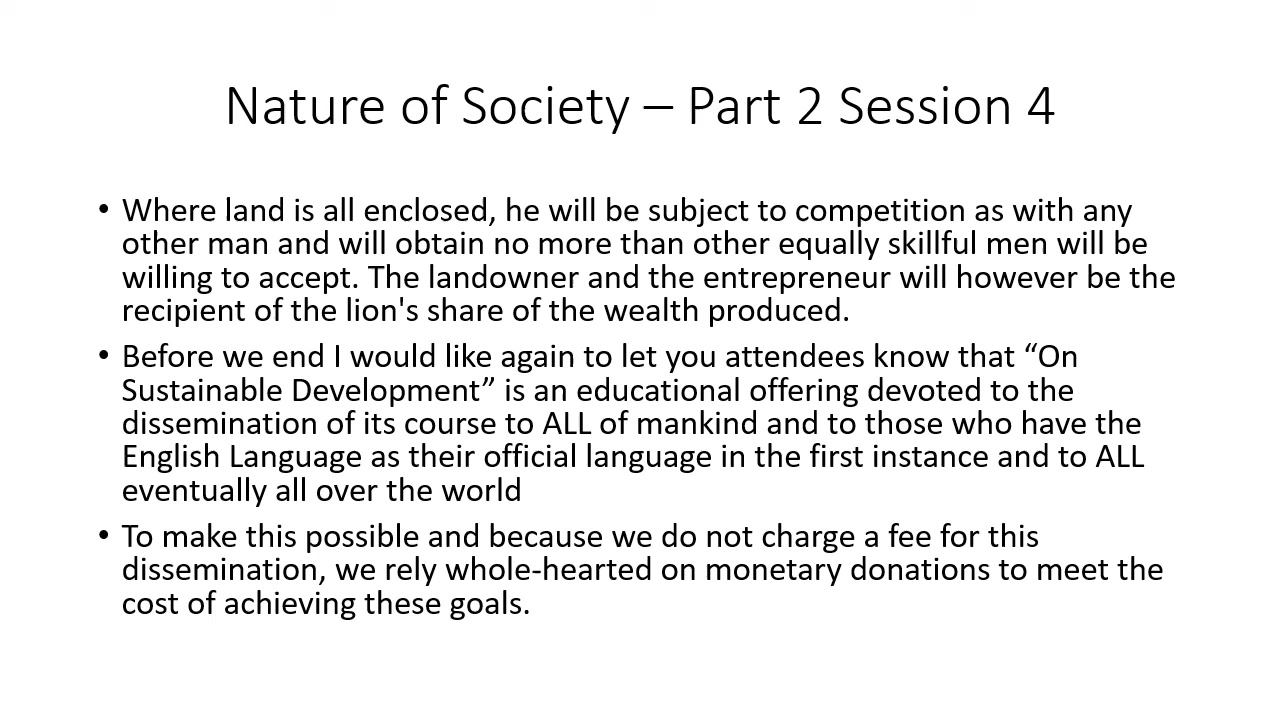 Nature of Society – Part 2 Session 4
• Where land is all enclosed, he will be subject to competition as with any
other man and will obtain no more than other equally skillful men will be
willing to accept. The landowner and the entrepreneur will however be the
recipient of the lion's share of the wealth produced.
• Before we end I would like again to let you attendees know that “On
Sustainable Development” is an educational offering devoted to the
dissemination of its course to ALL of mankind and to those who have the
English Language as their official language in the first instance and to ALL
eventually all over the world
• To make this possible and because we do not charge a fee for this
dissemination, we rely whole-hearted on monetary donations to meet the
cost of achieving these goals.